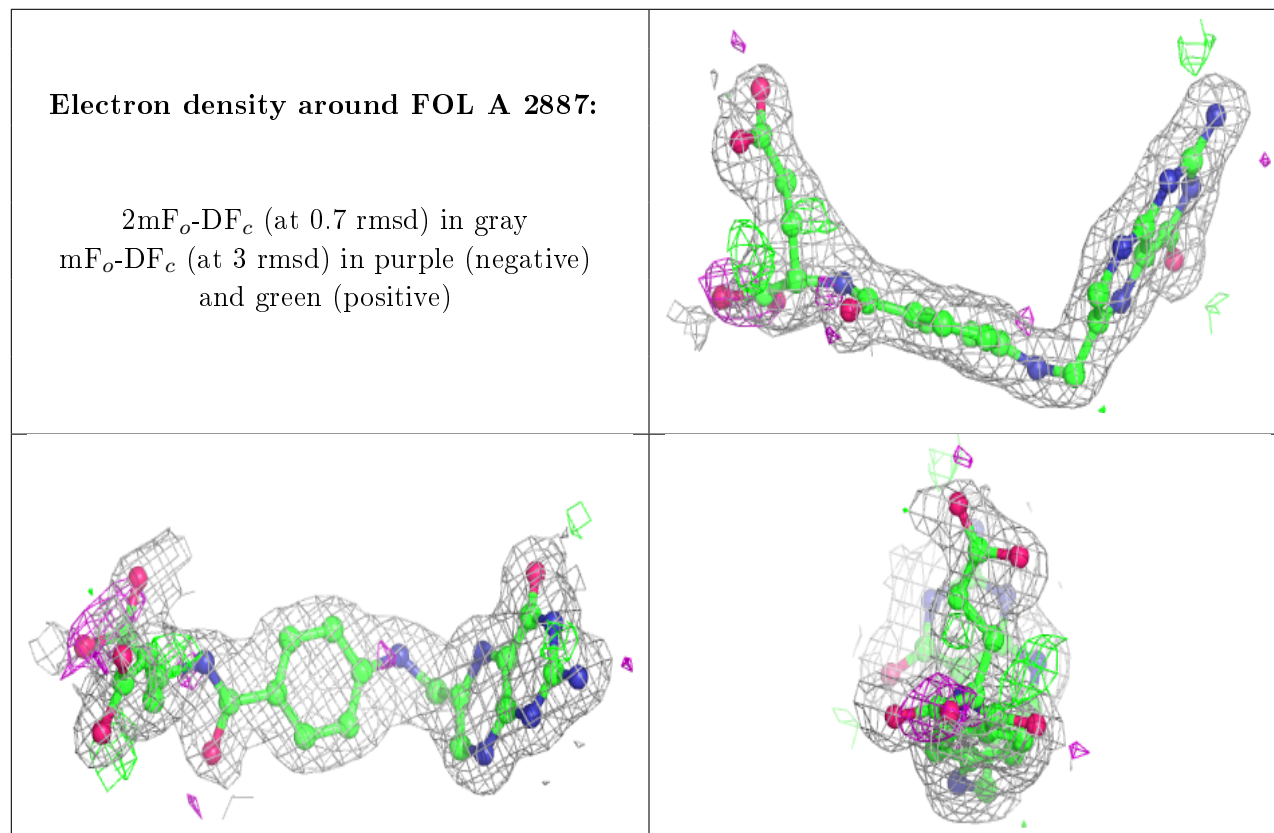 Electron density around FOL A 2887:
2mFₒ-DF𝒸 (at 0.7 rmsd) in gray
mFₒ-DF𝒸 (at 3 rmsd) in purple (negative)
and green (positive)